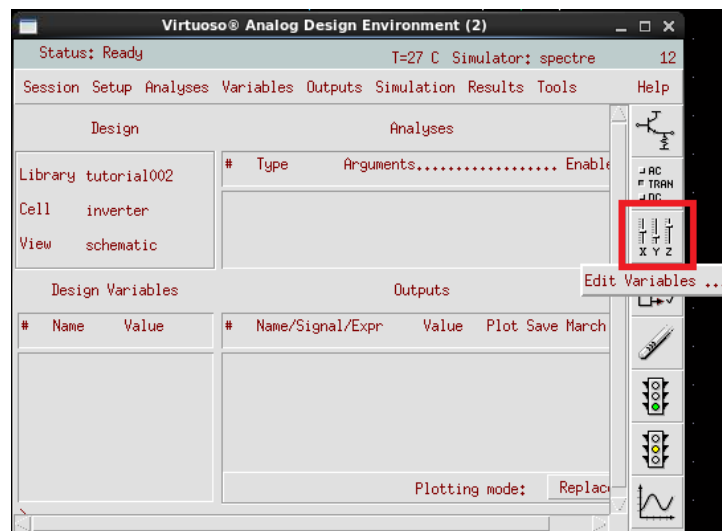 Virtuoso® Analog Design Environment (2)
Status: Ready T=27 C Simulator: spectre 12
Session Setup Analyses Variables Outputs Simulation Results Tools Help
Design
Library tutorial002
Cell inverter
View schematic
Analyses
# Type Arguments.................. Enable
Design Variables
# Name Value
Outputs
# Name/Signal/Expr Value Plot Save March
Plotting mode: Replac
AC
TRAN
DC
X Y Z
Edit Variables ..